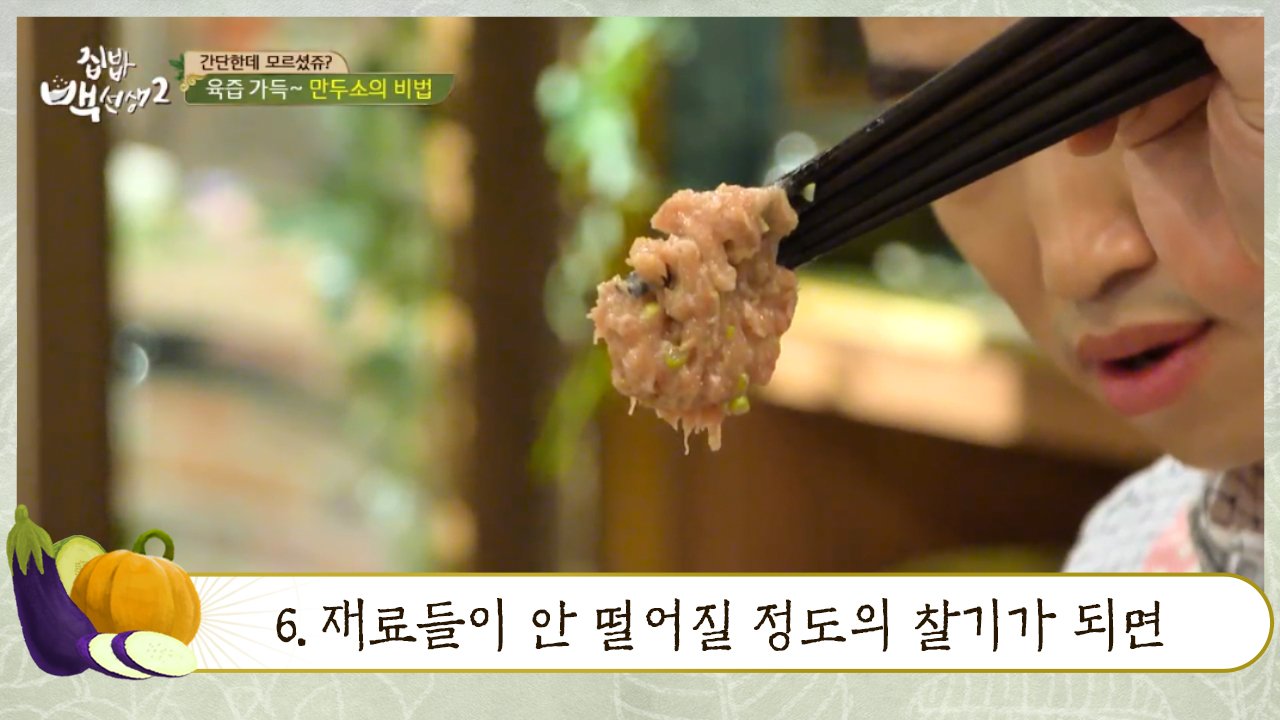 집밥
백선생2
간단한데 모르셨쥬?
육즙 가득~ 만두소의 비법
6. 재료들이 안 떨어질 정도의 찰기가 되면